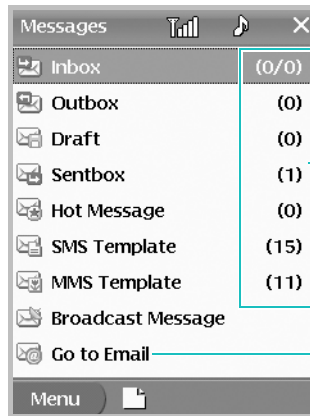 Messages
Inbox (0/0)
Outbox (0)
Draft (0)
Sentbox (1)
Hot Message (0)
SMS Template (15)
MMS Template (11)
Broadcast Message
Go to Email
Menu